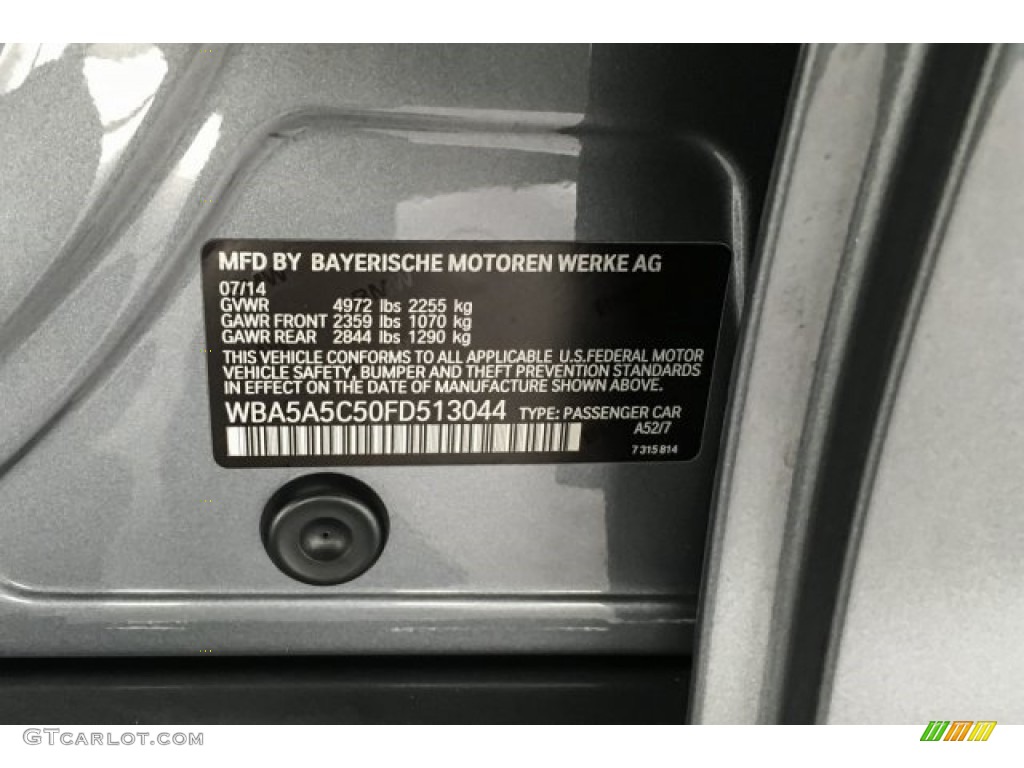 MFD BY BAYERISCHE MOTOREN WERKE AG
07/14
GVWR 4972 lbs 2255 kg
GAWR FRONT 2359 lbs 1070 kg
GAWR REAR 2844 lbs 1290 kg
THIS VEHICLE CONFORMS TO ALL APPLICABLE U.S.FEDERAL MOTOR
VEHICLE SAFETY, BUMPER AND THEFT PREVENTION STANDARDS
IN EFFECT ON THE DATE OF MANUFACTURE SHOWN ABOVE.
WBA5A5C50FD513044 TYPE: PASSENGER CAR
A52/7
7 315 814
GTCarLot.com